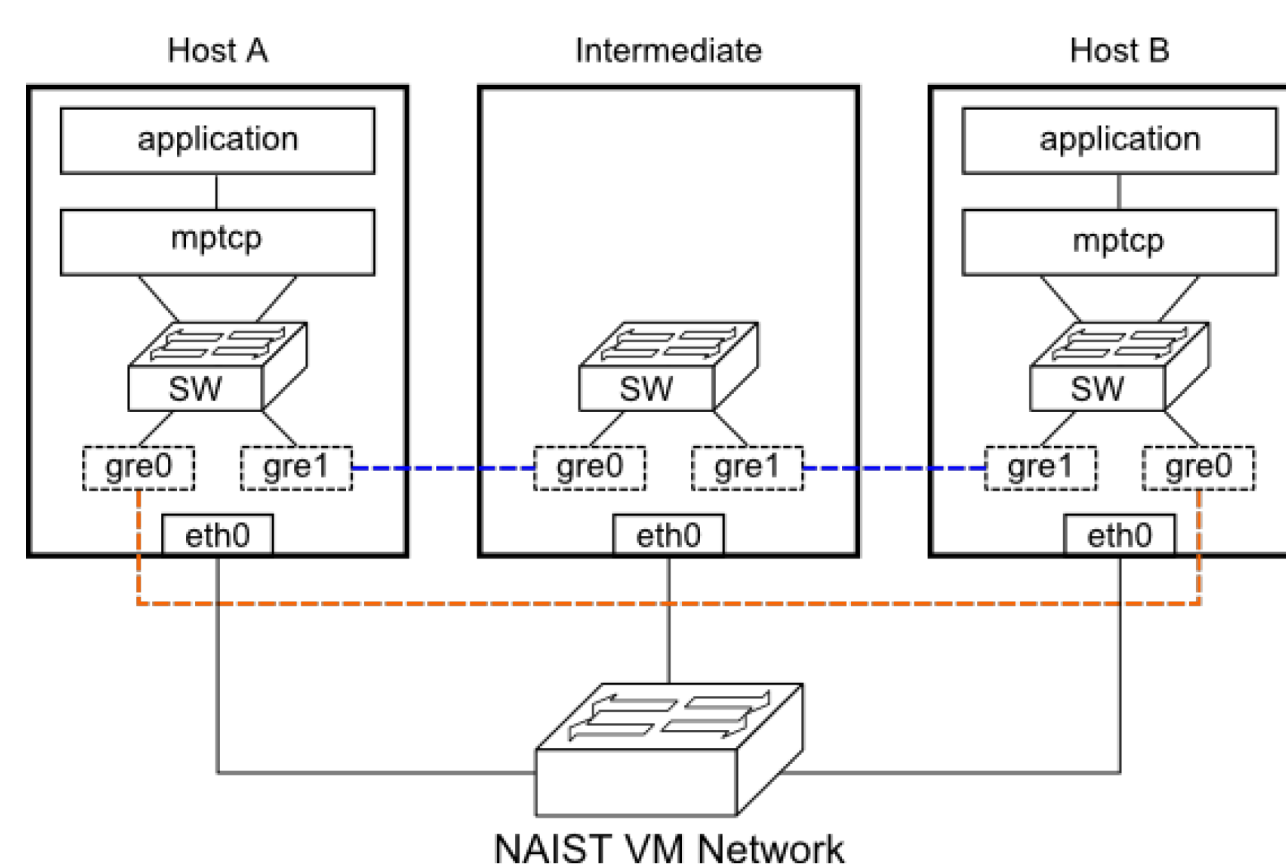 Host A
Intermediate
Host B
application
application
mptcp
mptcp
SW
SW
SW
gre0
gre1
gre0
gre1
gre1
gre0
eth0
eth0
eth0
NAIST VM Network